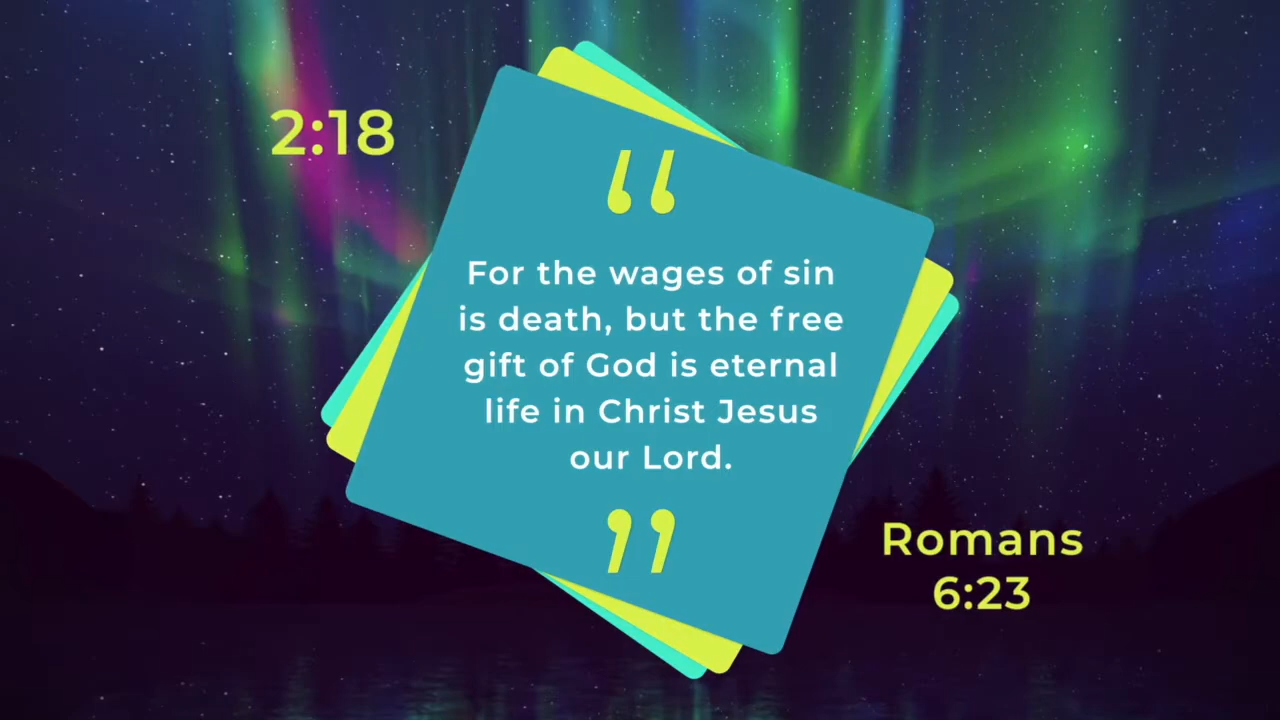 2:18
“
For the wages of sin
is death, but the free
gift of God is eternal
life in Christ Jesus
our Lord.
”
Romans
6:23